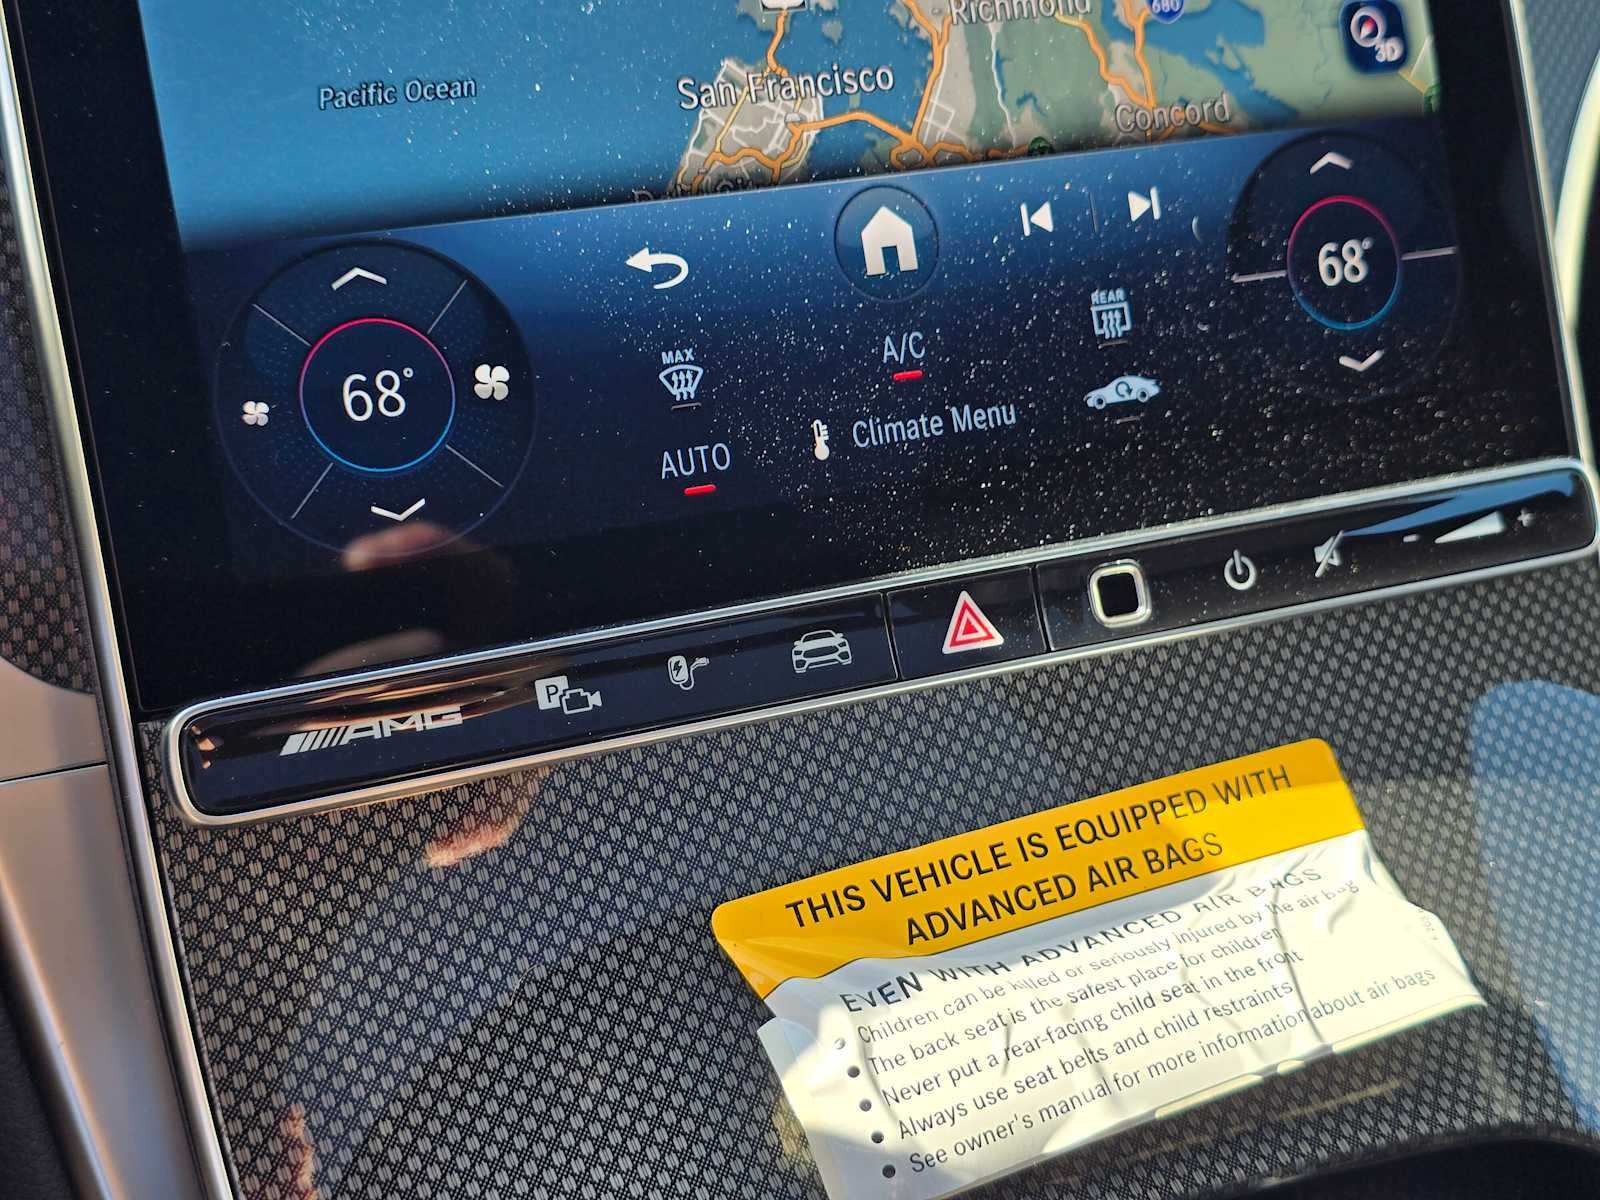 Richmond
680
3D
Pacific Ocean
San Francisco
Concord
68°
68°
REAR
MAX
A/C
Climate Menu
AUTO
- +
P
AMG
THIS VEHICLE IS EQUIPPED WITH
ADVANCED AIR BAGS
EVEN WITH ADVANCED AIR BAGS
• Children can be killed or seriously injured by the air bag
• The back seat is the safest place for children
• Never put a rear-facing child seat in the front
• Always use seat belts and child restraints
• See owner's manual for more information about air bags